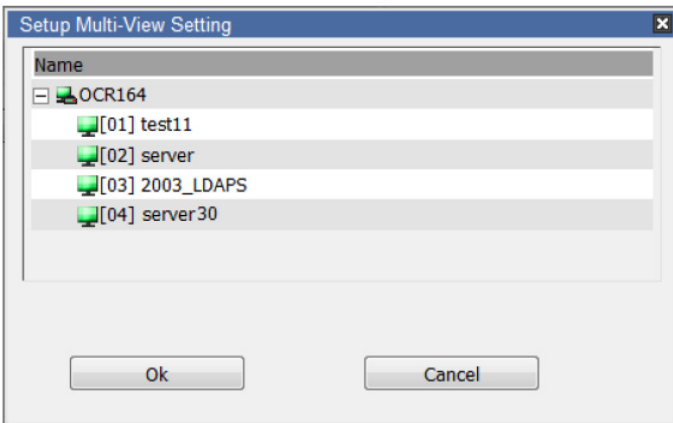 Setup Multi-View Setting
Name
OCR164
[01] test11
[02] server
[03] 2003_LDAPS
[04] server30
Ok Cancel